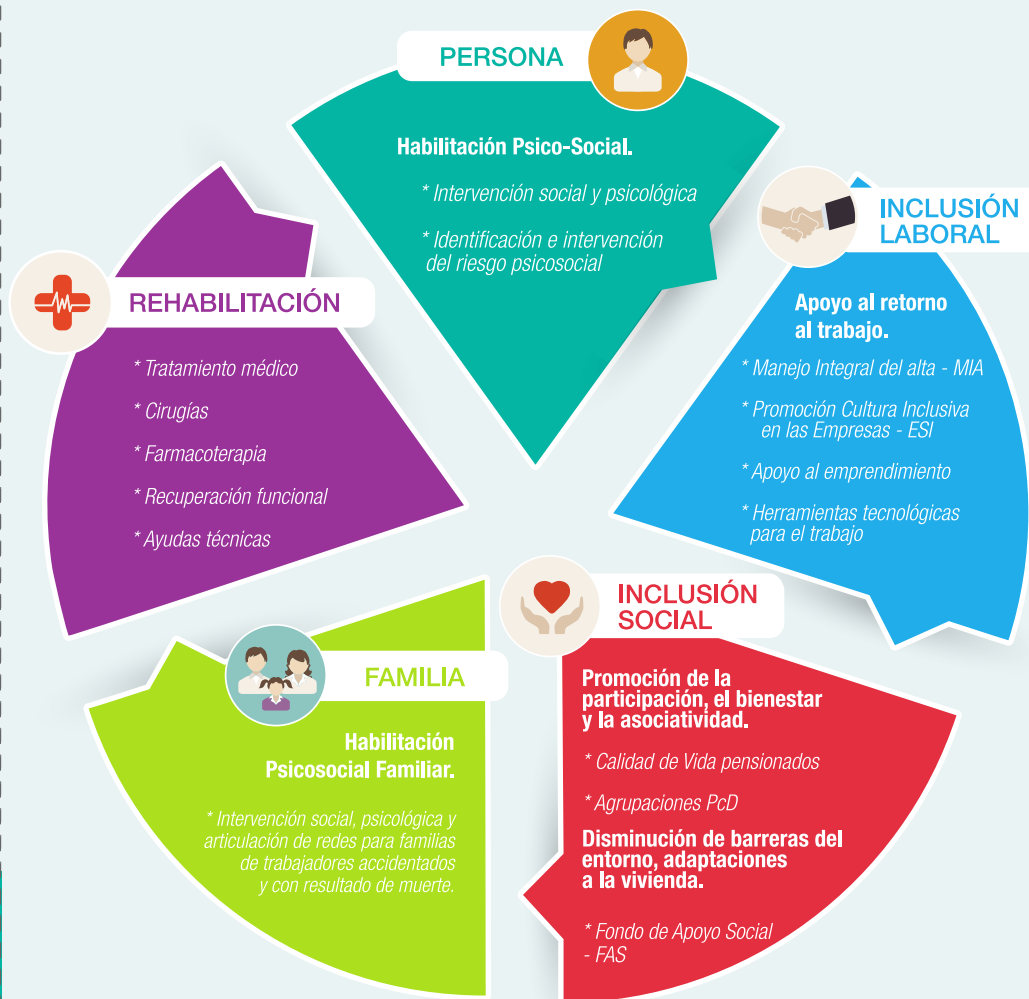 PERSONA
Habilitación Psico-Social.
* Intervención social y psicológica
* Identificación e intervención
del riesgo psicosocial
INCLUSIÓN
LABORAL
Apoyo al retorno
al trabajo.
* Manejo Integral del alta - MIA
* Promoción Cultura Inclusiva
en las Empresas - ESI
* Apoyo al emprendimiento
* Herramientas tecnológicas
para el trabajo
INCLUSIÓN
SOCIAL
Promoción de la
participación, el bienestar
y la asociatividad.
* Calidad de Vida pensionados
* Agrupaciones PcD
Disminución de barreras del
entorno, adaptaciones
a la vivienda.
* Fondo de Apoyo Social
- FAS
FAMILIA
Habilitación
Psicosocial Familiar.
* Intervención social, psicológica y
articulación de redes para familias
de trabajadores accidentados
y con resultado de muerte.
REHABILITACIÓN
* Tratamiento médico
* Cirugías
* Farmacoterapia
* Recuperación funcional
* Ayudas técnicas